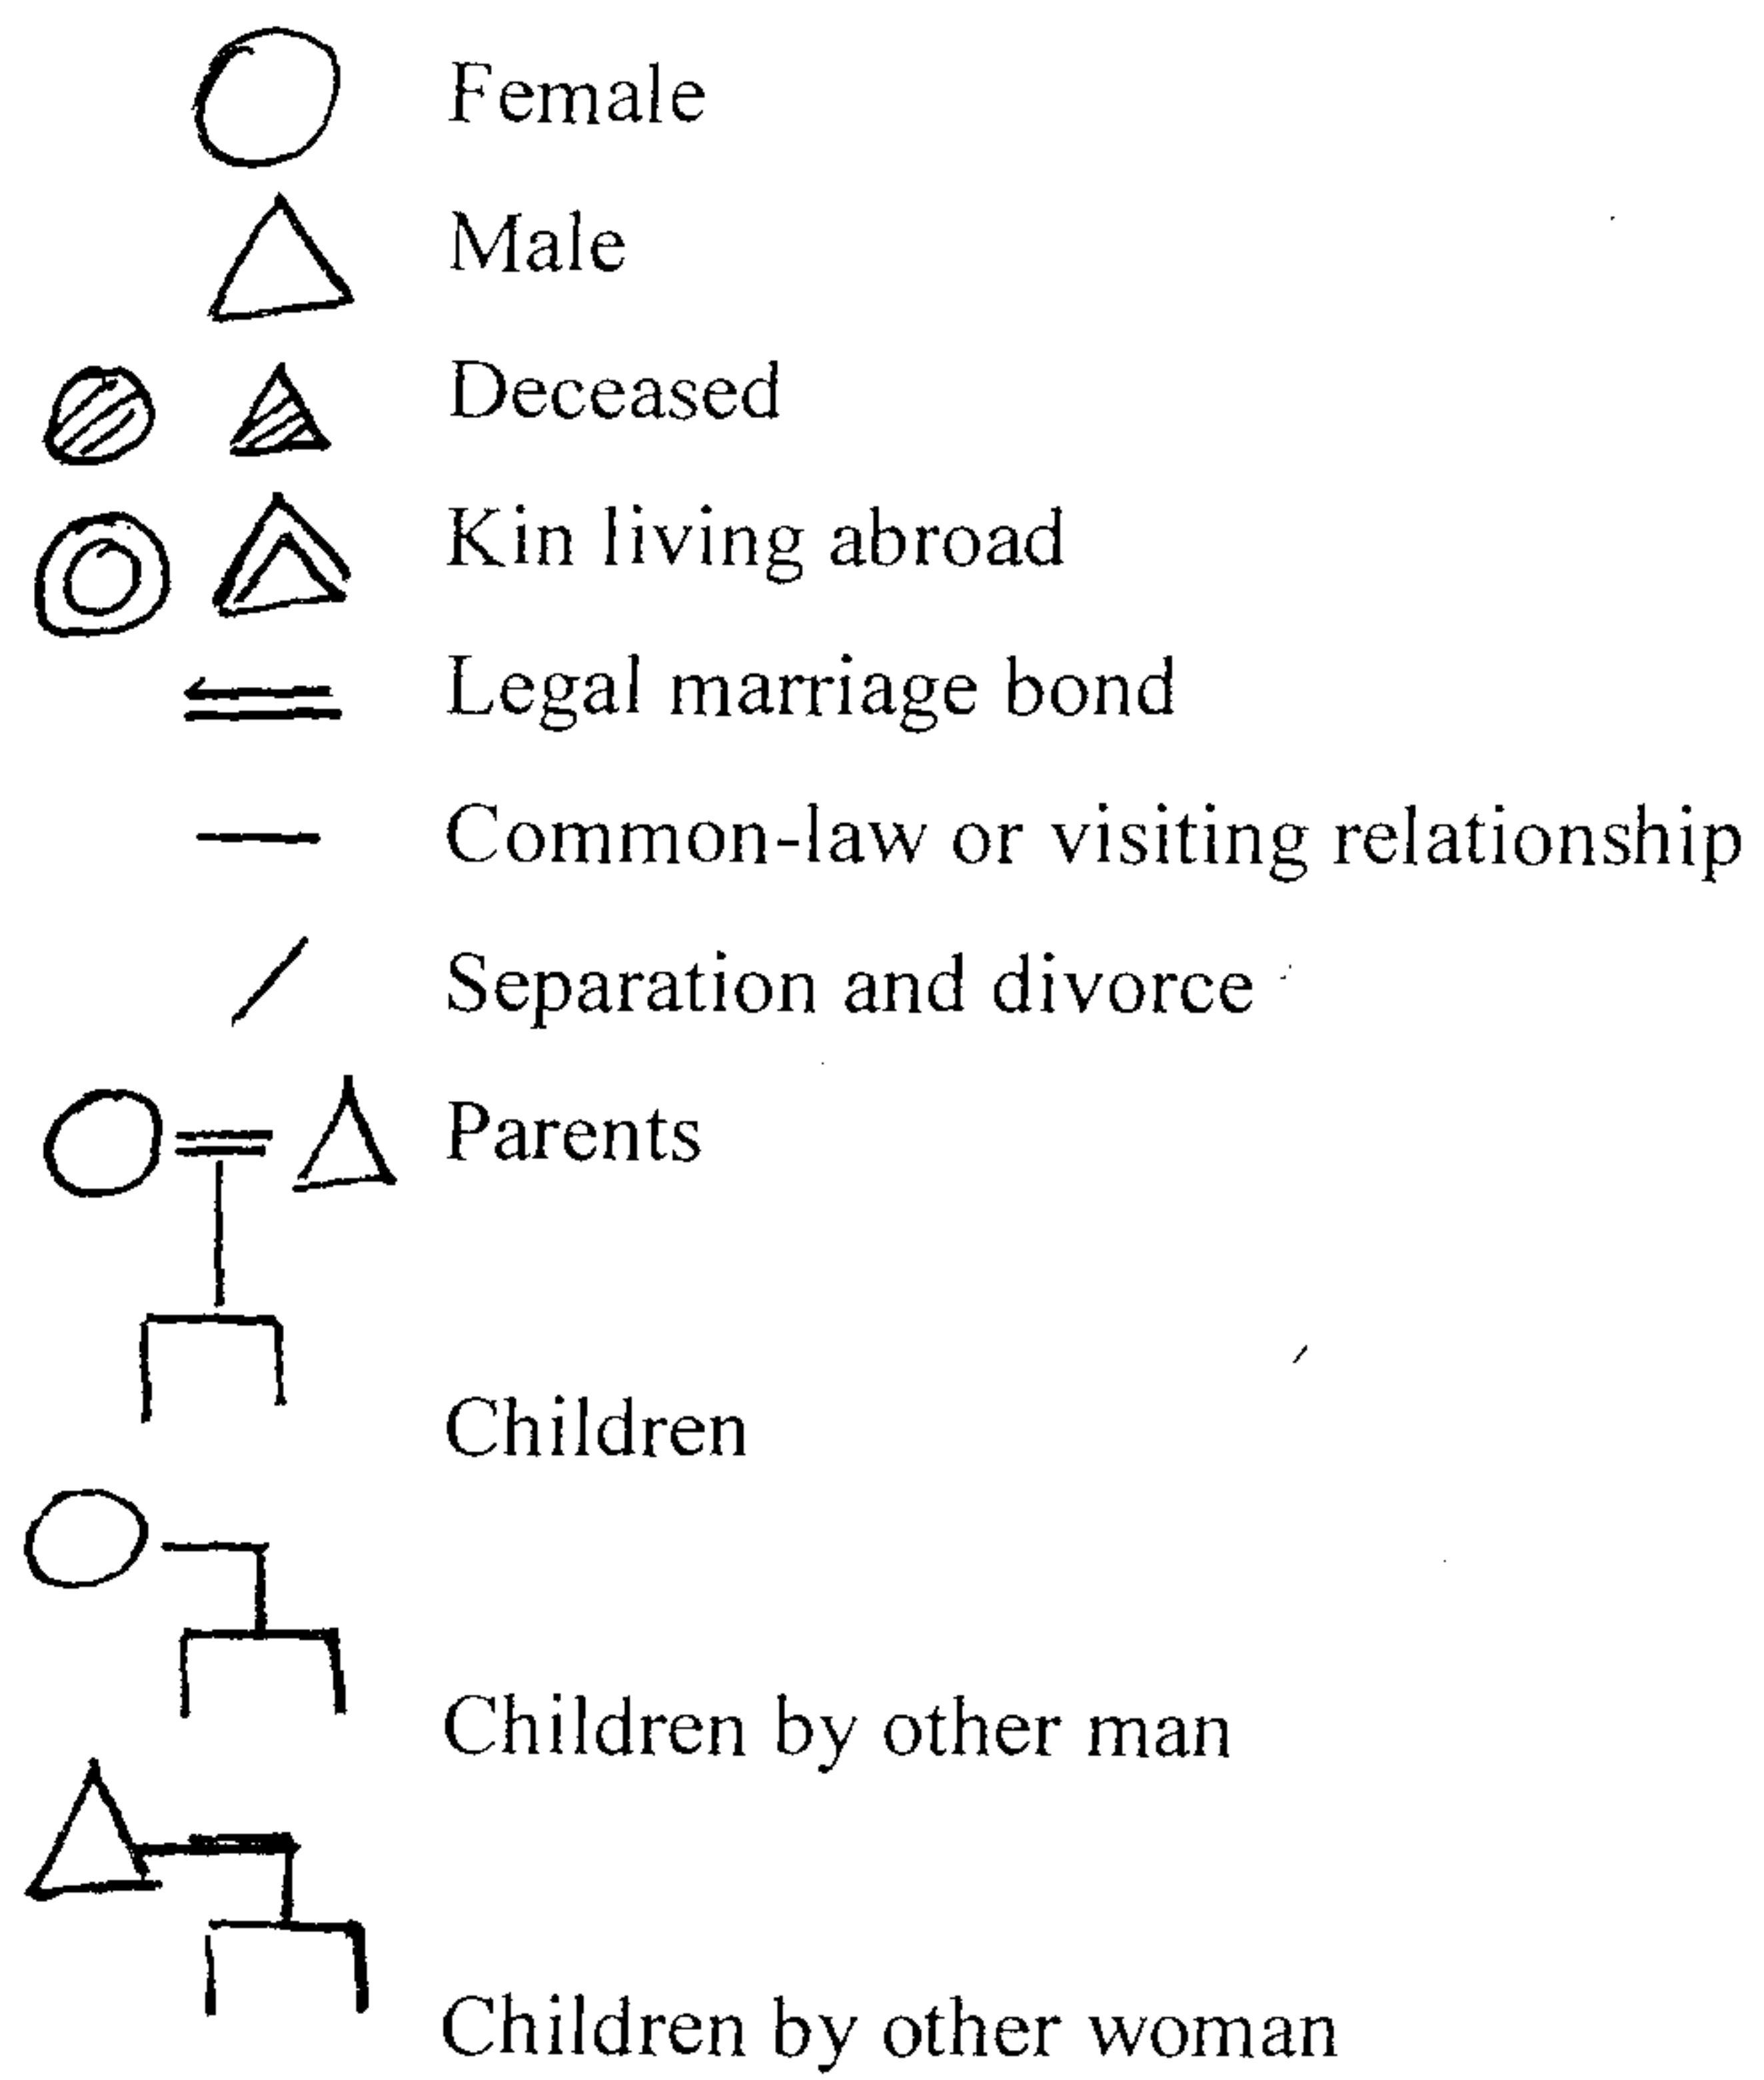 Female
Male
Deceased
Kin living abroad
Legal marriage bond
Common-law or visiting relationship
Separation and divorce
Parents
Children
Children by other man
Children by other woman